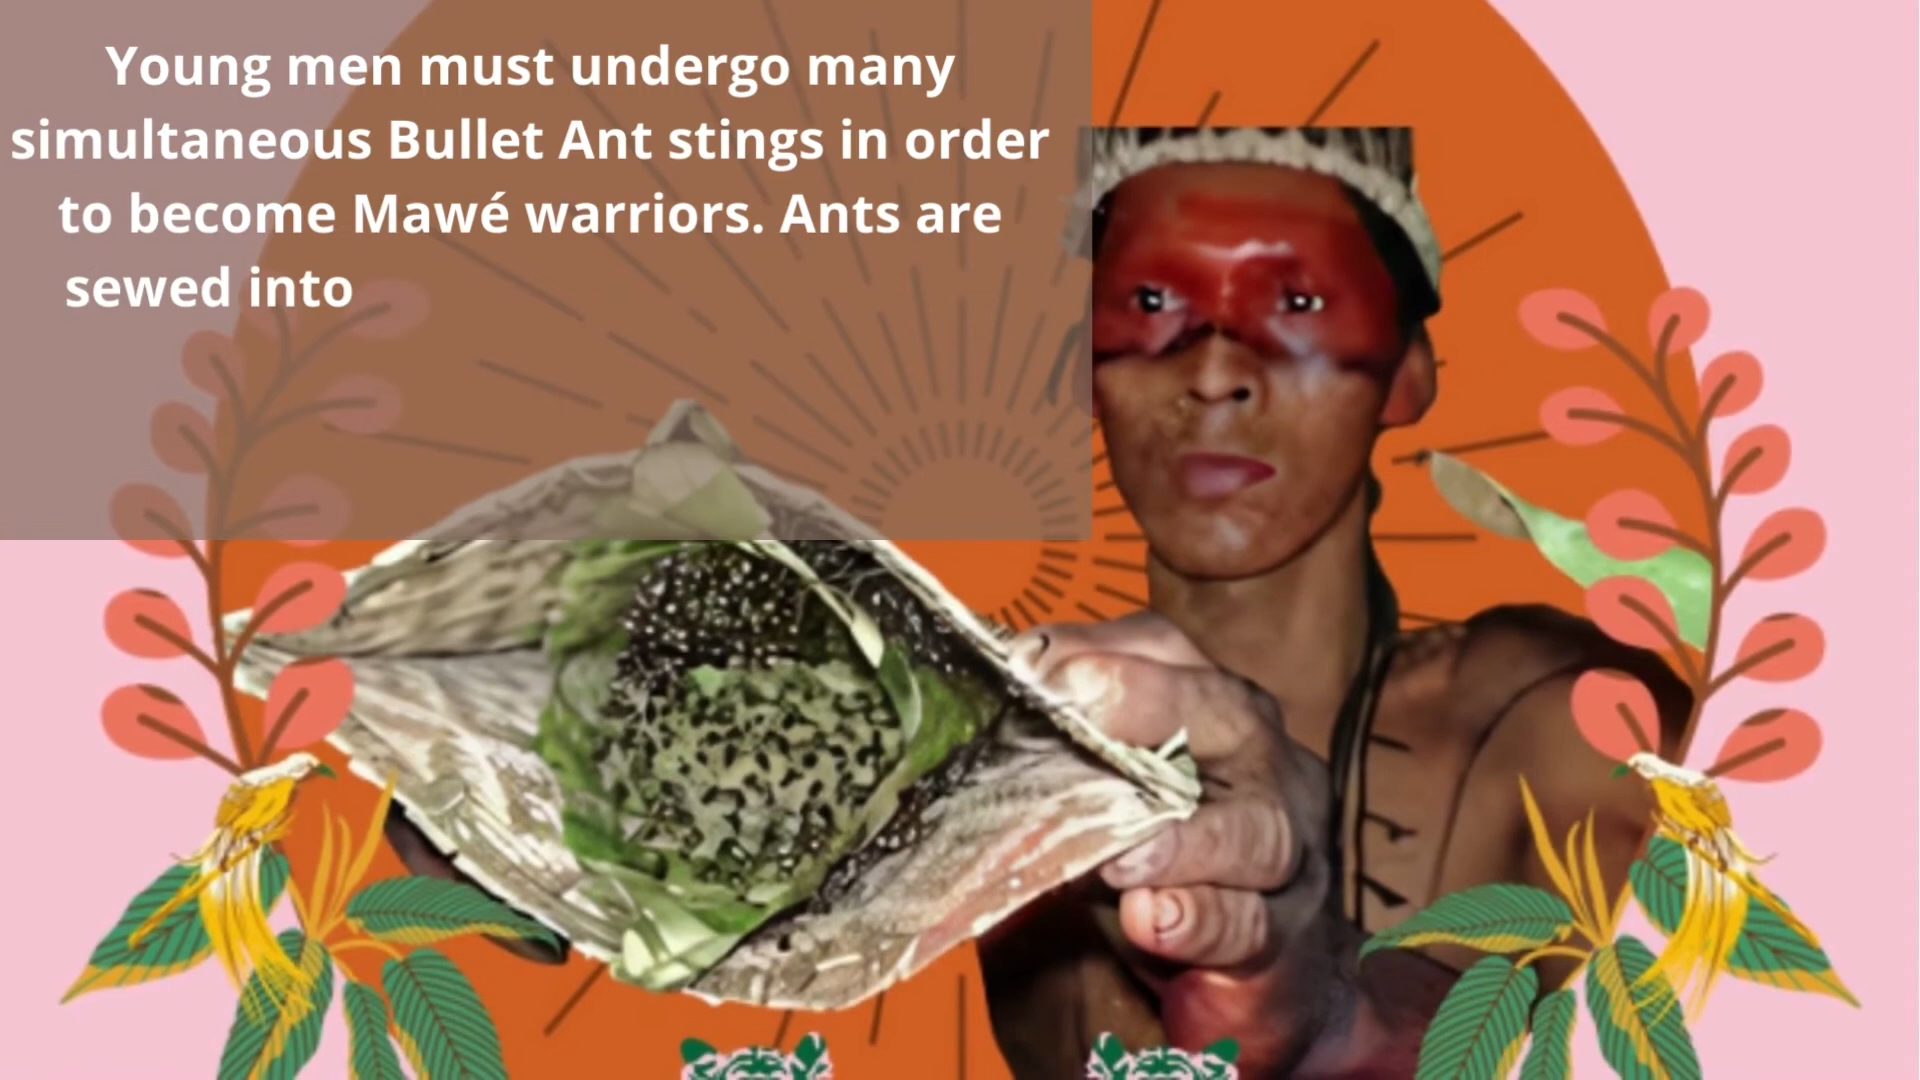 Young men must undergo many
simultaneous Bullet Ant stings in order
to become Mawé warriors. Ants are
sewed into